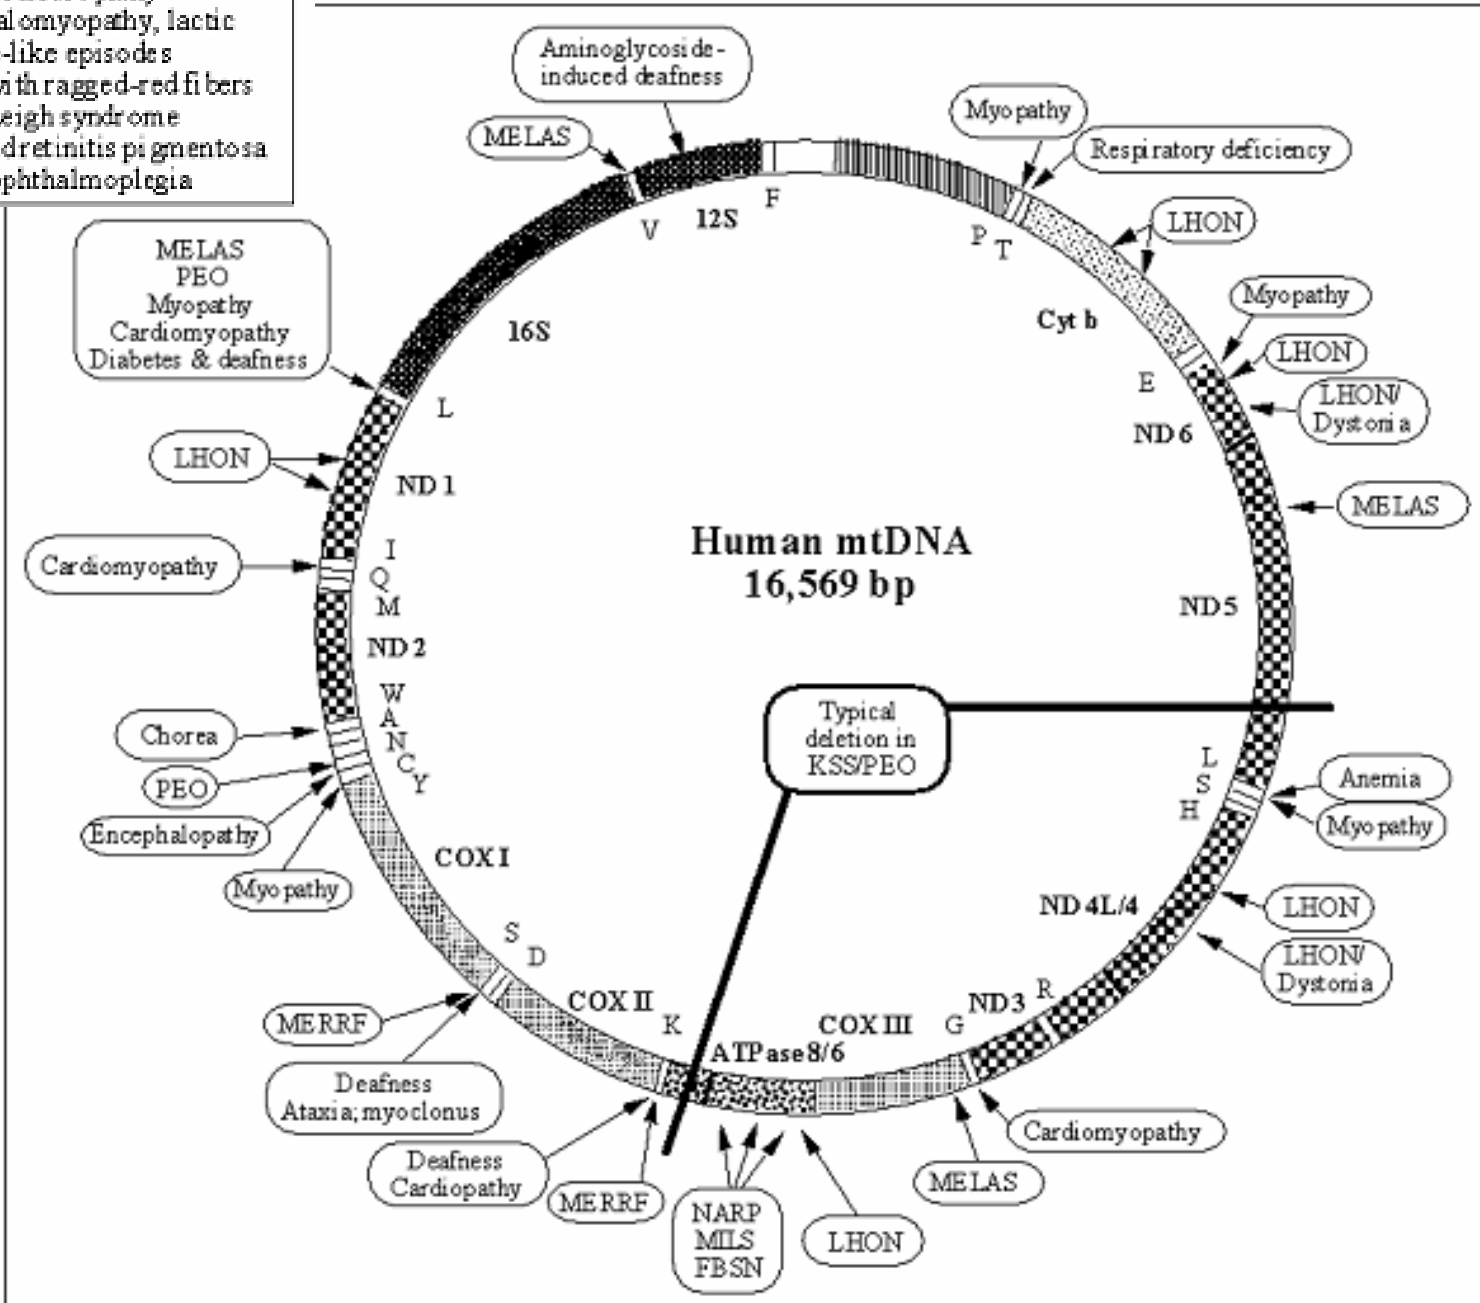 alomyopathy, lactic
-like episodes
with ragged-red fibers
eigh syndrome
d retinitis pigmentosa
ophthalmoplegia
Aminoglycoside-
induced deafness
MELAS
Myopathy
Respiratory deficiency
LHON
Myopathy
LHON
LHON/
Dystonia
MELAS
MELAS
PEO
Myopathy
Cardiomyopathy
Diabetes & deafness
LHON
Cardiomyopathy
Chorea
PEO
Encephalopathy
Myopathy
V
12S
F
P
T
16S
Cyt b
L
E
ND 6
ND 1
I
Q
M
ND 2
W
A
N
C
Y
Human mtDNA
16,569 bp
ND 5
Typical
deletion in
KSS/PEO
L
S
H
Anemia
Myopathy
COX I
ND 4L/4
LHON
LHON/
Dystonia
S
D
COX II
K
ATPase 8/6
COX III
G
ND 3
R
MERRF
Deafness
Ataxia; myoclonus
Deafness
Cardiopathy
MERRF
NARP
MILS
FBSN
LHON
MELAS
Cardiomyopathy